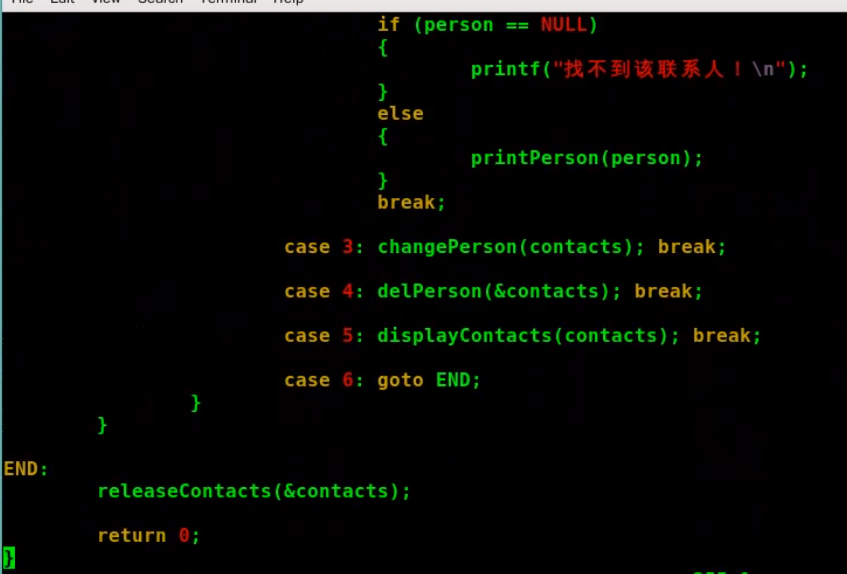 File Edit View Search Terminal Help
if (person == NULL)
{
printf("找不到该联系人！\n");
}
else
{
printPerson(person);
}
break;
case 3: changePerson(contacts); break;
case 4: delPerson(&contacts); break;
case 5: displayContacts(contacts); break;
case 6: goto END;
}
}
END:
releaseContacts(&contacts);
return 0;
}